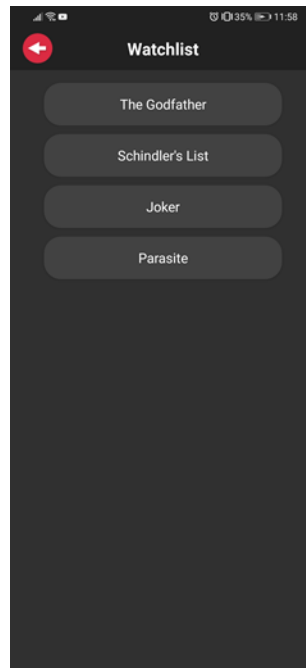 35% 11:58
Watchlist
The Godfather
Schindler's List
Joker
Parasite